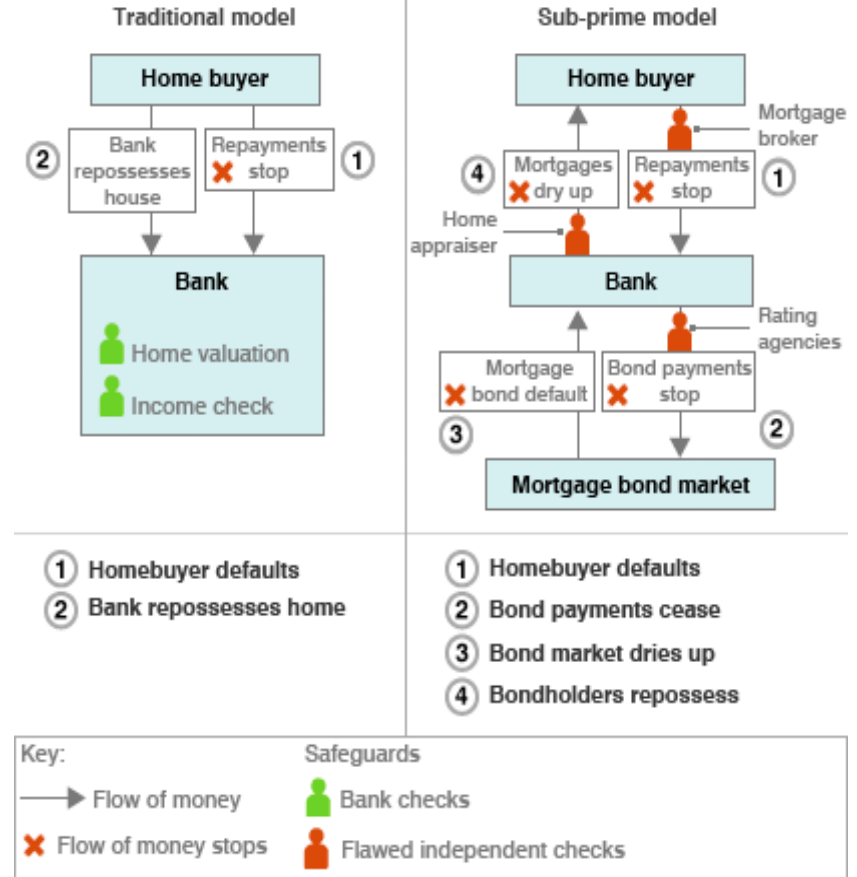 Traditional model
Home buyer
2
Bank
repossesses
house
Repayments
stop
1
Bank
Home valuation
Income check
Sub-prime model
Home buyer
Mortgage
broker
4
Mortgages
dry up
Repayments
stop
1
Home
appraiser
Bank
Rating
agencies
Mortgage
bond default
Bond payments
stop
3
2
Mortgage bond market
1 Homebuyer defaults
2 Bank repossesses home
1 Homebuyer defaults
2 Bond payments cease
3 Bond market dries up
4 Bondholders repossess
Key:
Flow of money
Flow of money stops
Safeguards
Bank checks
Flawed independent checks